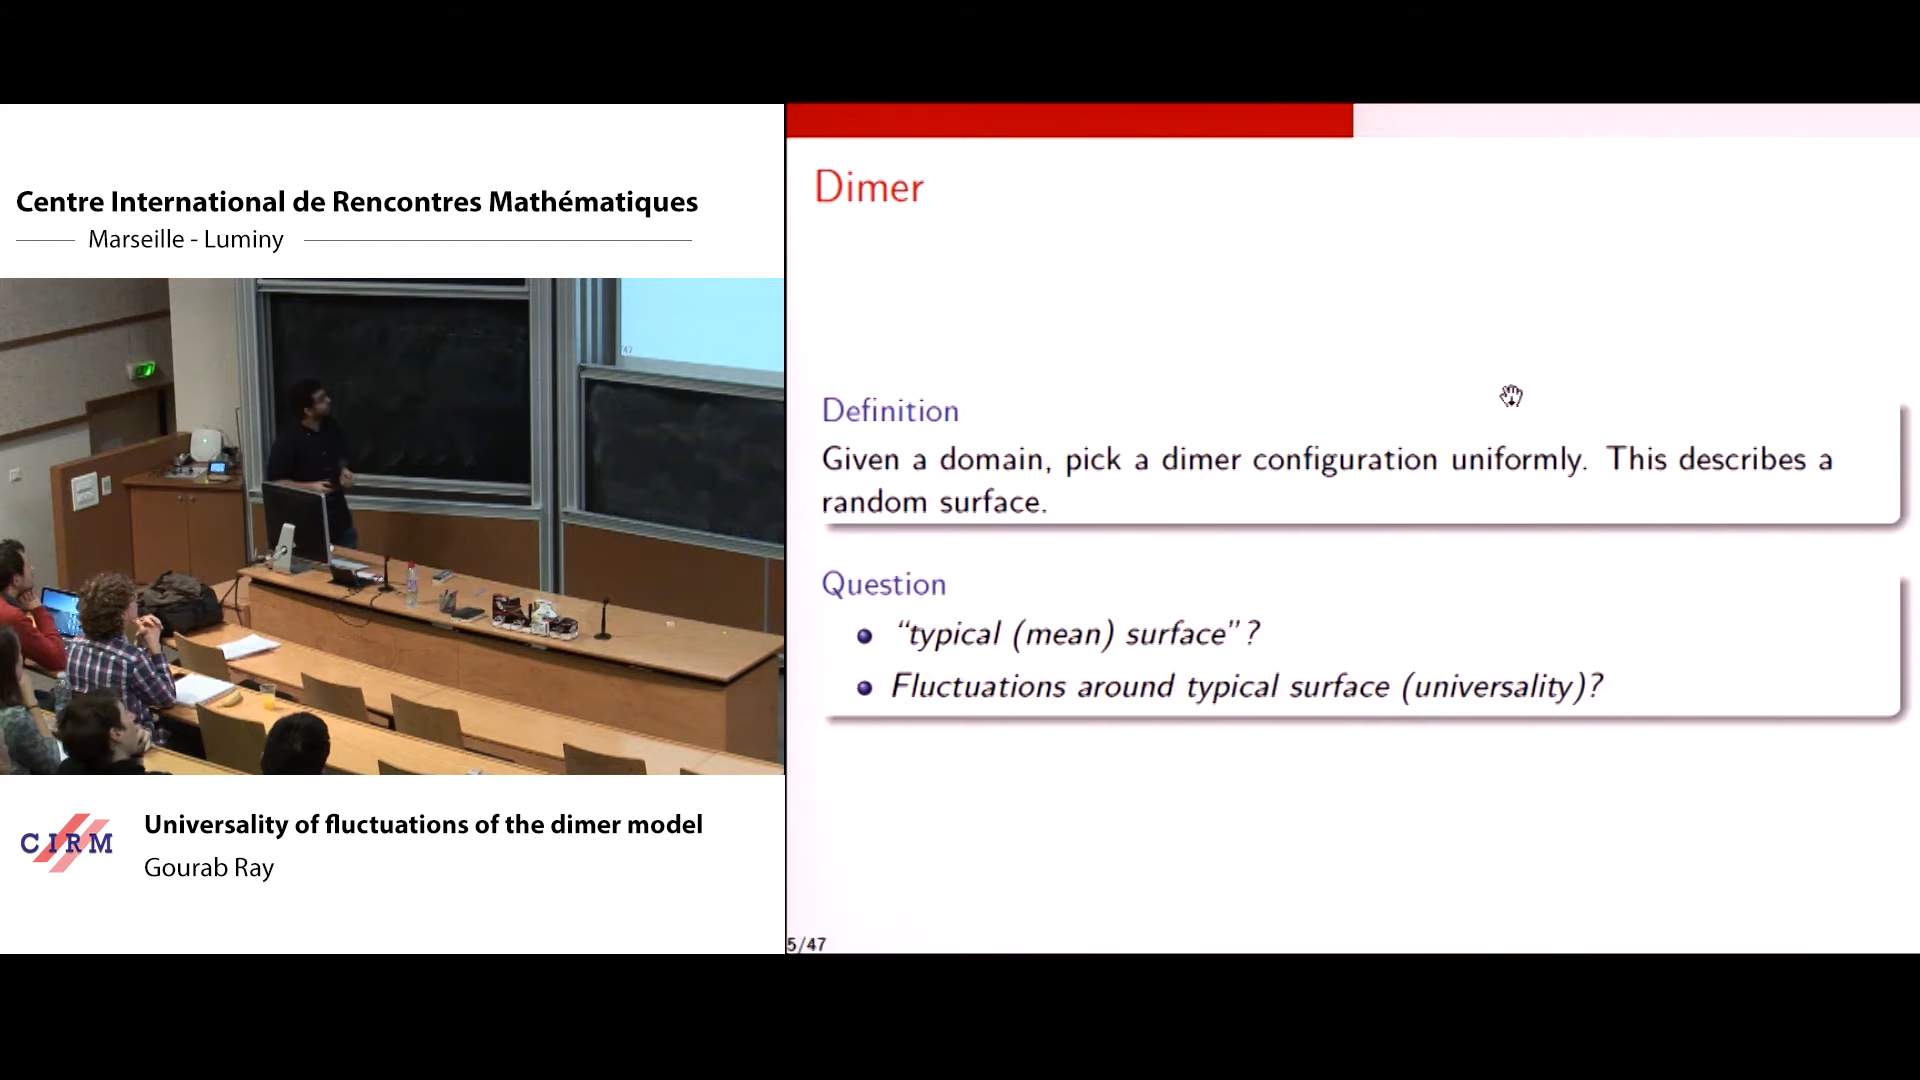 Centre International de Rencontres Mathématiques
Marseille - Luminy
/47
CIRM
Universality of fluctuations of the dimer model
Gourab Ray
Dimer
Definition
Given a domain, pick a dimer configuration uniformly. This describes a
random surface.
Question
“typical (mean) surface”?
Fluctuations around typical surface (universality)?
5/47